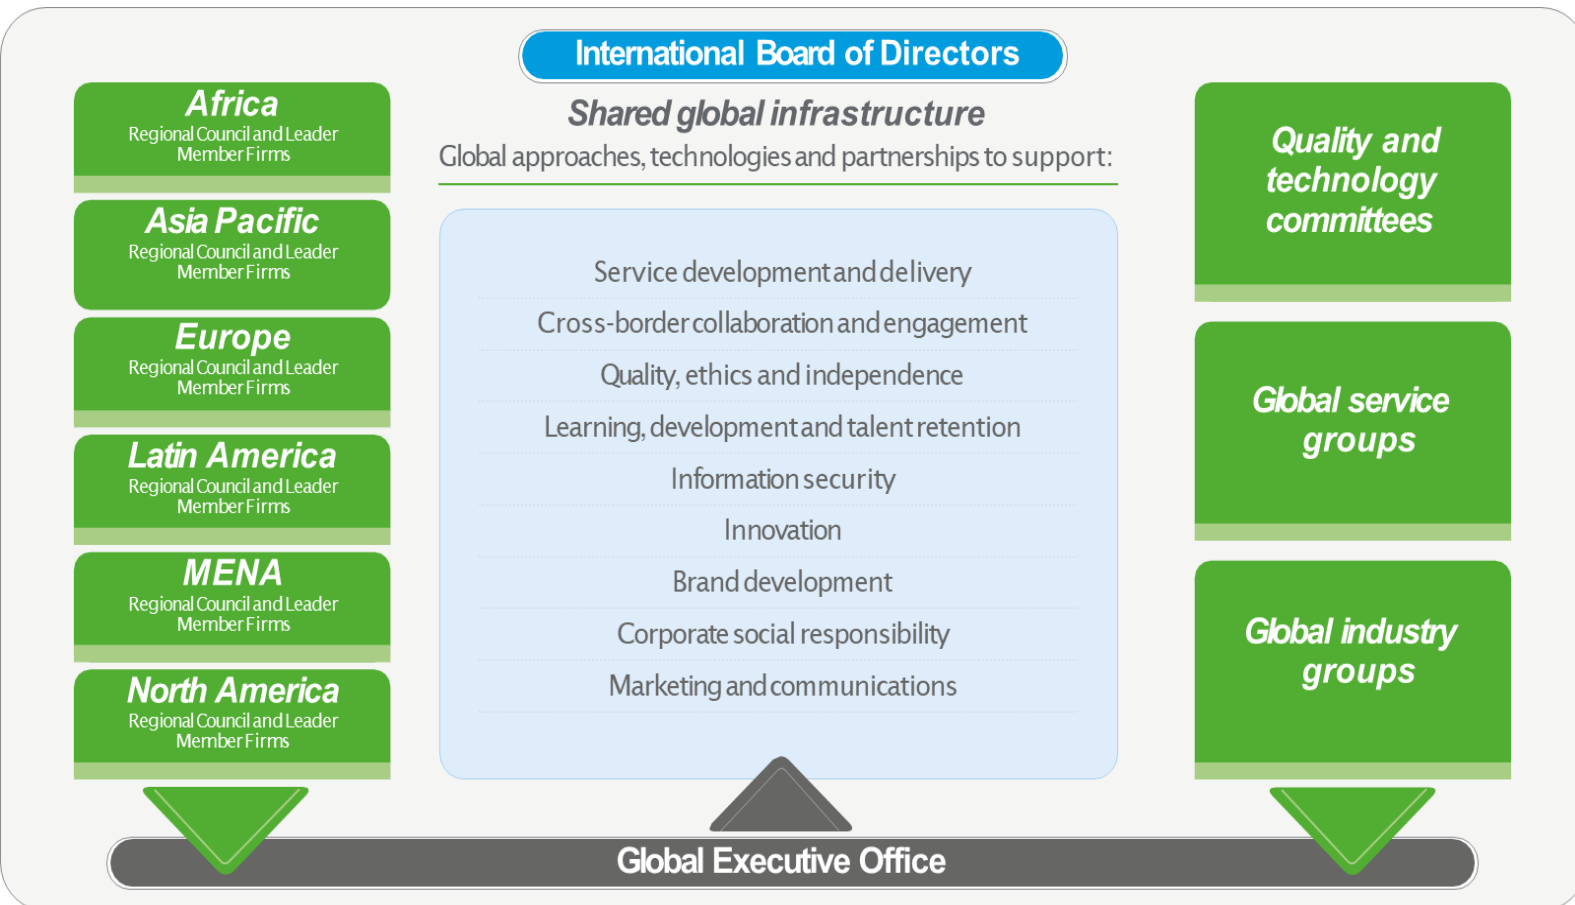 International Board of Directors
Africa
Regional Council and Leader
Member Firms
Asia Pacific
Regional Council and Leader
Member Firms
Europe
Regional Council and Leader
Member Firms
Latin America
Regional Council and Leader
Member Firms
MENA
Regional Council and Leader
Member Firms
North America
Regional Council and Leader
Member Firms
Shared global infrastructure
Global approaches, technologies and partnerships to support:
Service development and delivery
Cross-border collaboration and engagement
Quality, ethics and independence
Learning, development and talent retention
Information security
Innovation
Brand development
Corporate social responsibility
Marketing and communications
Quality and
technology
committees
Global service
groups
Global industry
groups
Global Executive Office